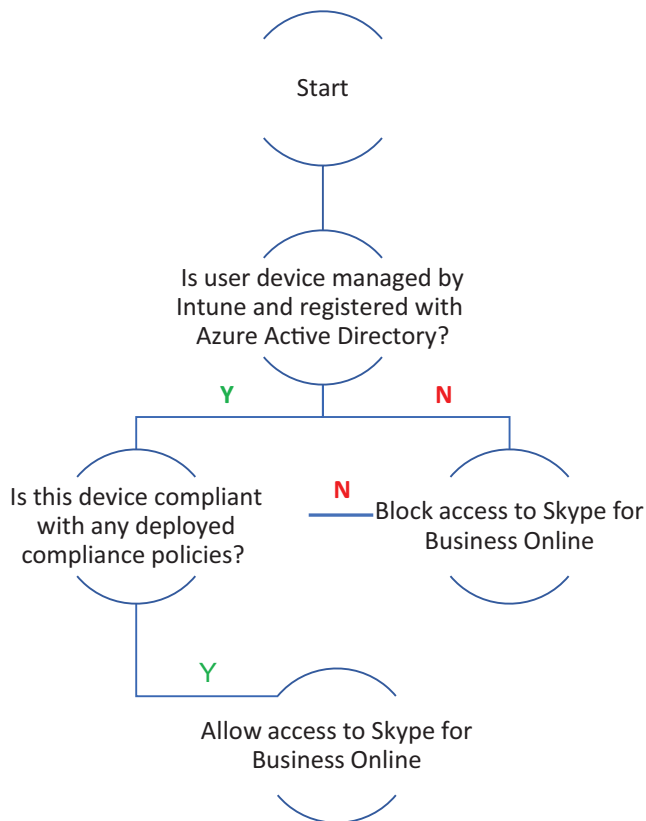 Start
Is user device managed by
Intune and registered with
Azure Active Directory?
Y
N
Is this device compliant
with any deployed
compliance policies?
N
Block access to Skype for
Business Online
Y
Allow access to Skype for
Business Online